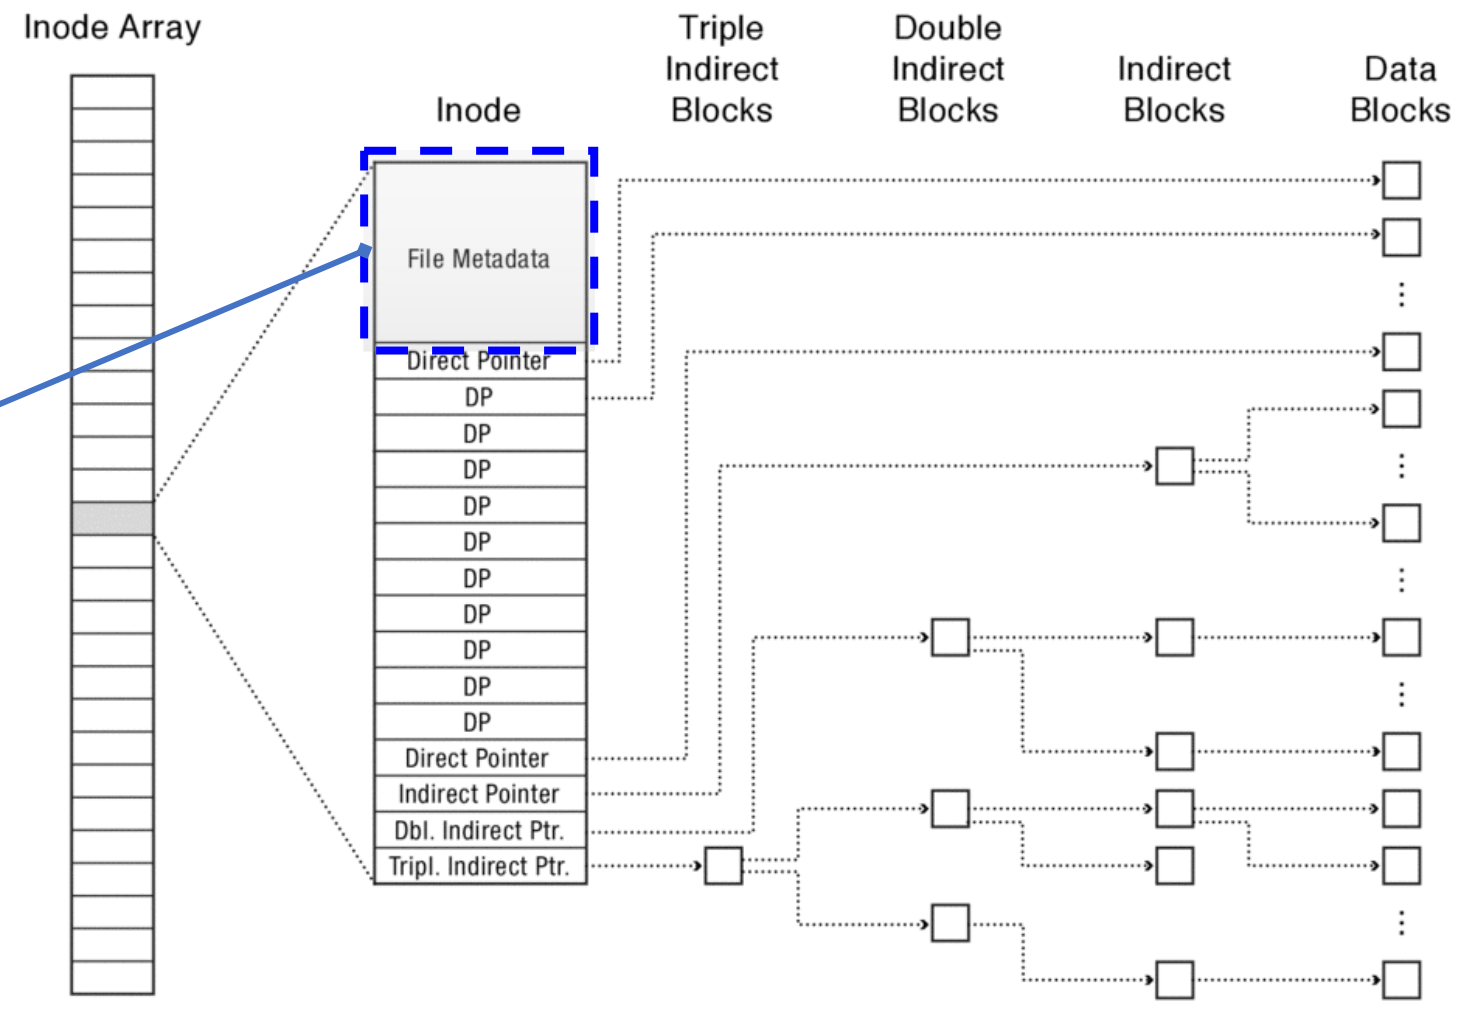 Inode Array
Inode
Triple
Indirect
Blocks
Double
Indirect
Blocks
Indirect
Blocks
Data
Blocks
File Metadata
Direct Pointer
DP
DP
DP
DP
DP
DP
DP
DP
DP
DP
Direct Pointer
Indirect Pointer
Dbl. Indirect Ptr.
Tripl. Indirect Ptr.